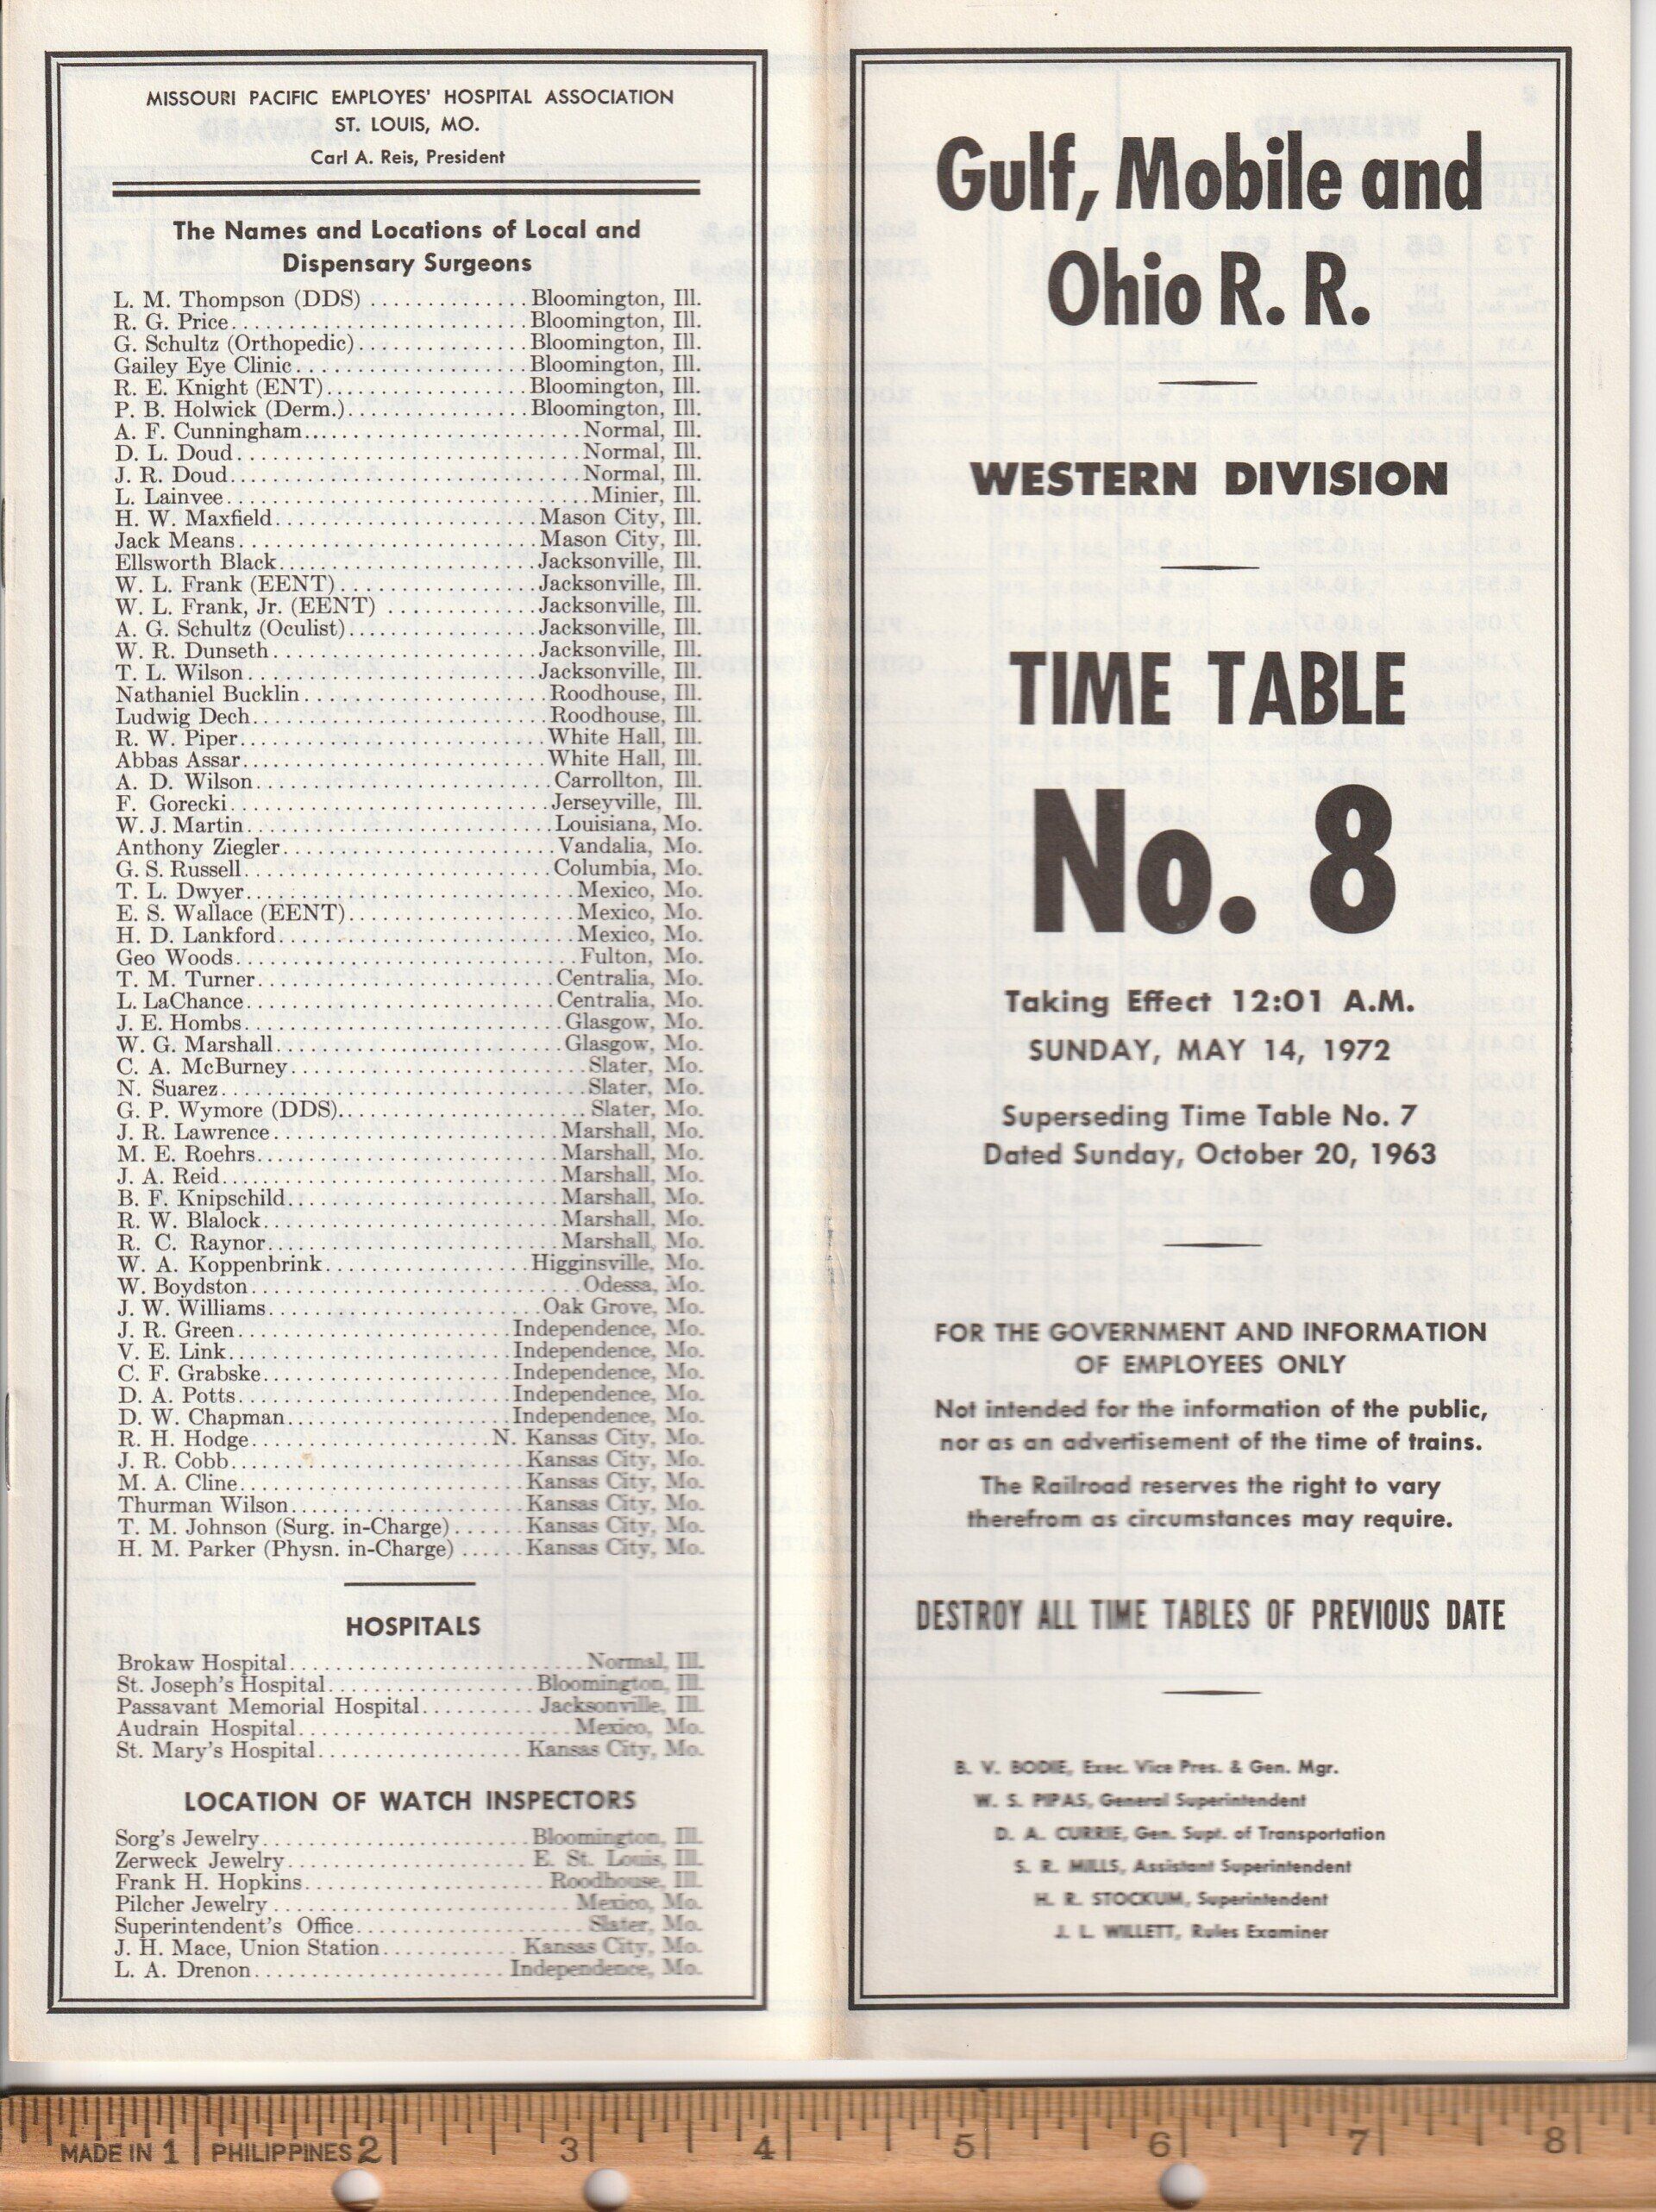 MISSOURI PACIFIC EMPLOYES' HOSPITAL ASSOCIATION
ST. LOUIS, MO.
Carl A. Reis, President
The Names and Locations of Local and
Dispensary Surgeons
L. M. Thompson (DDS) .............. Bloomington, Ill.
R. G. Price........................... Bloomington, Ill.
G. Schultz (Orthopedic)............... Bloomington, Ill.
Gailey Eye Clinic..................... Bloomington, Ill.
R. E. Knight (ENT).................. Bloomington, Ill.
P. B. Holwick (Derm.)................ Bloomington, Ill.
A. F. Cunningham......................... Normal, Ill.
D. L. Doud............................... Normal, Ill.
J. R. Doud............................... Normal, Ill.
L. Lainvee................................ Minier, Ill.
H. W. Maxfield....................... Mason City, Ill.
Jack Means.......................... Mason City, Ill.
Ellsworth Black....................... Jacksonville, Ill.
W. L. Frank (EENT).................. Jacksonville, Ill.
W. L. Frank, Jr. (EENT) ............. Jacksonville, Ill.
A. G. Schultz (Oculist)................ Jacksonville, Ill.
W. R. Dunseth....................... Jacksonville, Ill.
T. L. Wilson.......................... Jacksonville, Ill.
Nathaniel Bucklin..................... Roodhouse, Ill.
Ludwig Dech.......................... Roodhouse, Ill.
R. W. Piper.......................... White Hall, Ill.
Abbas Assar.......................... White Hall, Ill.
A. D. Wilson.......................... Carrollton, Ill.
F. Gorecki........................... Jerseyville, Ill.
W. J. Martin.......................... Louisiana, Mo.
Anthony Ziegler....................... Vandalia, Mo.
G. S. Russell.......................... Columbia, Mo.
T. L. Dwyer............................ Mexico, Mo.
E. S. Wallace (EENT)................... Mexico, Mo.
H. D. Lankford......................... Mexico, Mo.
Geo Woods.............................. Fulton, Mo.
T. M. Turner.......................... Centralia, Mo.
L. LaChance........................... Centralia, Mo.
J. E. Hombs........................... Glasgow, Mo.
W. G. Marshall........................ Glasgow, Mo.
C. A. McBurney......................... Slater, Mo.
N. Suarez................................ Slater, Mo.
G. P. Wymore (DDS)..................... Slater, Mo.
J. R. Lawrence........................ Marshall, Mo.
M. E. Roehrs......................... Marshall, Mo.
J. A. Reid............................ Marshall, Mo.
B. F. Knipschild...................... Marshall, Mo.
R. W. Blalock........................ Marshall, Mo.
R. C. Raynor......................... Marshall, Mo.
W. A. Koppenbrink................. Higginsville, Mo.
W. Boydston............................ Odessa, Mo.
J. W. Williams...................... Oak Grove, Mo.
J. R. Green........................ Independence, Mo.
V. E. Link......................... Independence, Mo.
C. F. Grabske...................... Independence, Mo.
D. A. Potts........................ Independence, Mo.
D. W. Chapman.................... Independence, Mo.
R. H. Hodge..................... N. Kansas City, Mo.
J. R. Cobb.......................... Kansas City, Mo.
M. A. Cline......................... Kansas City, Mo.
Thurman Wilson..................... Kansas City, Mo.
T. M. Johnson (Surg. in-Charge)...... Kansas City, Mo.
H. M. Parker (Physn. in-Charge) ...... Kansas City, Mo.
HOSPITALS
Brokaw Hospital........................... Normal, Ill.
St. Joseph's Hospital.................. Bloomington, Ill.
Passavant Memorial Hospital.......... Jacksonville, Ill.
Audrain Hospital......................... Mexico, Mo.
St. Mary's Hospital................... Kansas City, Mo.
LOCATION OF WATCH INSPECTORS
Sorg's Jewelry........................ Bloomington, Ill.
Zerweck Jewelry...................... E. St. Louis, Ill.
Frank H. Hopkins...................... Roodhouse, Ill.
Pilcher Jewelry............................ Mexico, Mo.
Superintendent's Office..................... Slater, Mo.
J. H. Mace, Union Station............ Kansas City, Mo.
L. A. Drenon....................... Independence, Mo.
Gulf, Mobile and
Ohio R. R.
WESTERN DIVISION
TIME TABLE
No. 8
Taking Effect 12:01 A.M.
SUNDAY, MAY 14, 1972
Superseding Time Table No. 7
Dated Sunday, October 20, 1963
FOR THE GOVERNMENT AND INFORMATION
OF EMPLOYEES ONLY
Not intended for the information of the public,
nor as an advertisement of the time of trains.
The Railroad reserves the right to vary
therefrom as circumstances may require.
DESTROY ALL TIME TABLES OF PREVIOUS DATE
B. V. BODIE, Exec. Vice Pres. & Gen. Mgr.
W. S. PIPAS, General Superintendent
D. A. CURRIE, Gen. Supt. of Transportation
S. R. MILLS, Assistant Superintendent
H. R. STOCKUM, Superintendent
J. L. WILLETT, Rules Examiner
MADE IN 1 PHILIPPINES 2 3 4 5 6 7 8